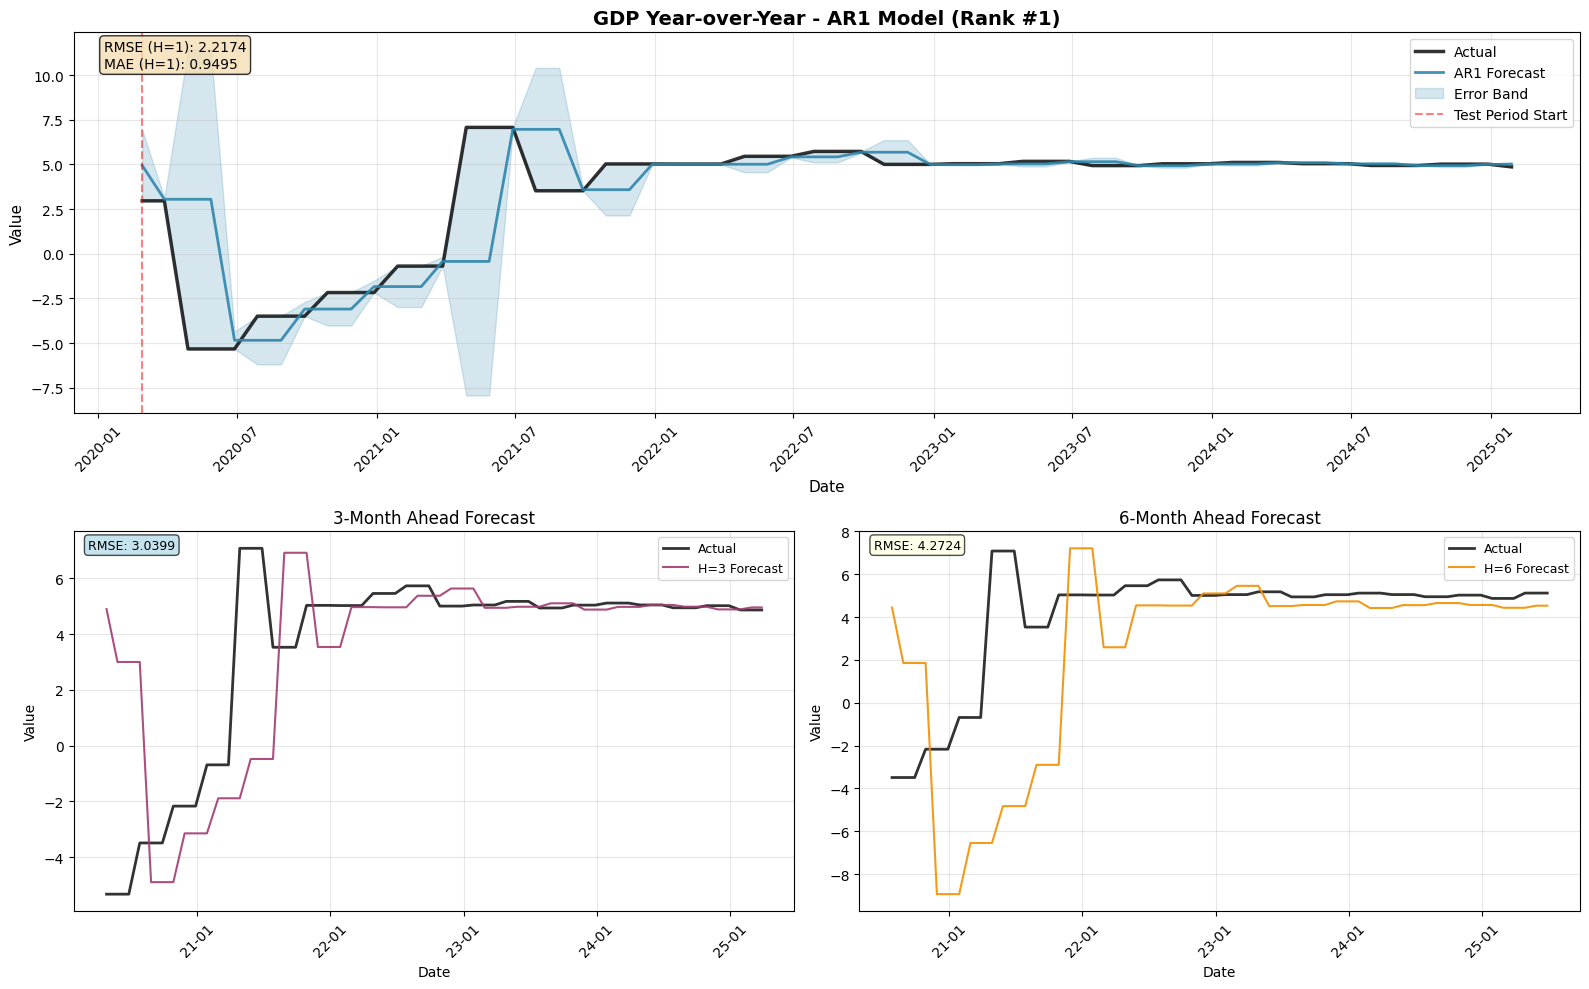 GDP Year-over-Year - AR1 Model (Rank #1)
RMSE (H=1): 2.2174
MAE (H=1): 0.9495
Actual
AR1 Forecast
Error Band
Test Period Start
10.0
7.5
5.0
2.5
0.0
−2.5
−5.0
−7.5
Value
2020-01
2020-07
2021-01
2021-07
2022-01
2022-07
2023-01
2023-07
2024-01
2024-07
2025-01
Date
3-Month Ahead Forecast
RMSE: 3.0399
Actual
H=3 Forecast
6
4
2
0
−2
−4
Value
21-01
22-01
23-01
24-01
25-01
Date
6-Month Ahead Forecast
RMSE: 4.2724
Actual
H=6 Forecast
8
6
4
2
0
−2
−4
−6
−8
Value
21-01
22-01
23-01
24-01
25-01
Date